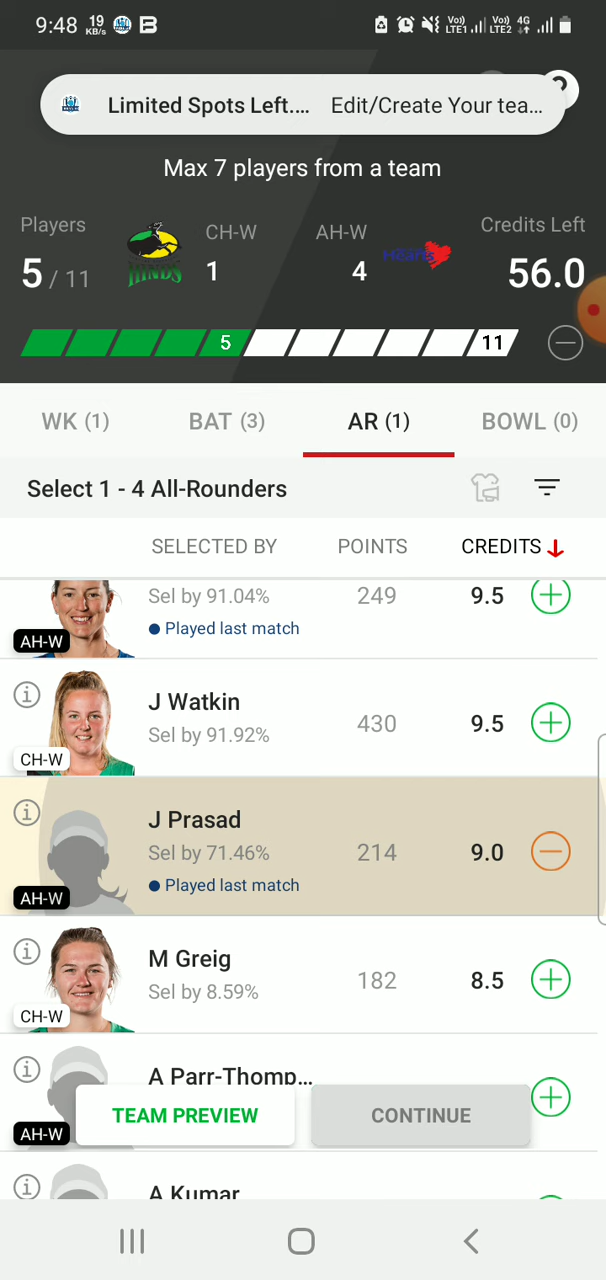 9:48 19 KB/s B Vo)) LTE1 Vo)) LTE2 4G
Limited Spots Left.... Edit/Create Your tea...
?
Max 7 players from a team
Players CH-W AH-W Credits Left
5 / 11 HINDS 1 4 Hearts 56.0
5 11
WK (1) BAT (3) AR (1) BOWL (0)
Select 1 - 4 All-Rounders
SELECTED BY POINTS CREDITS
Sel by 91.04% 249 9.5
AH-W Played last match
J Watkin
Sel by 91.92% 430 9.5
CH-W
J Prasad
Sel by 71.46% 214 9.0
AH-W Played last match
M Greig
Sel by 8.59% 182 8.5
CH-W
A Parr-Thomp...
AH-W TEAM PREVIEW CONTINUE
A Kumar